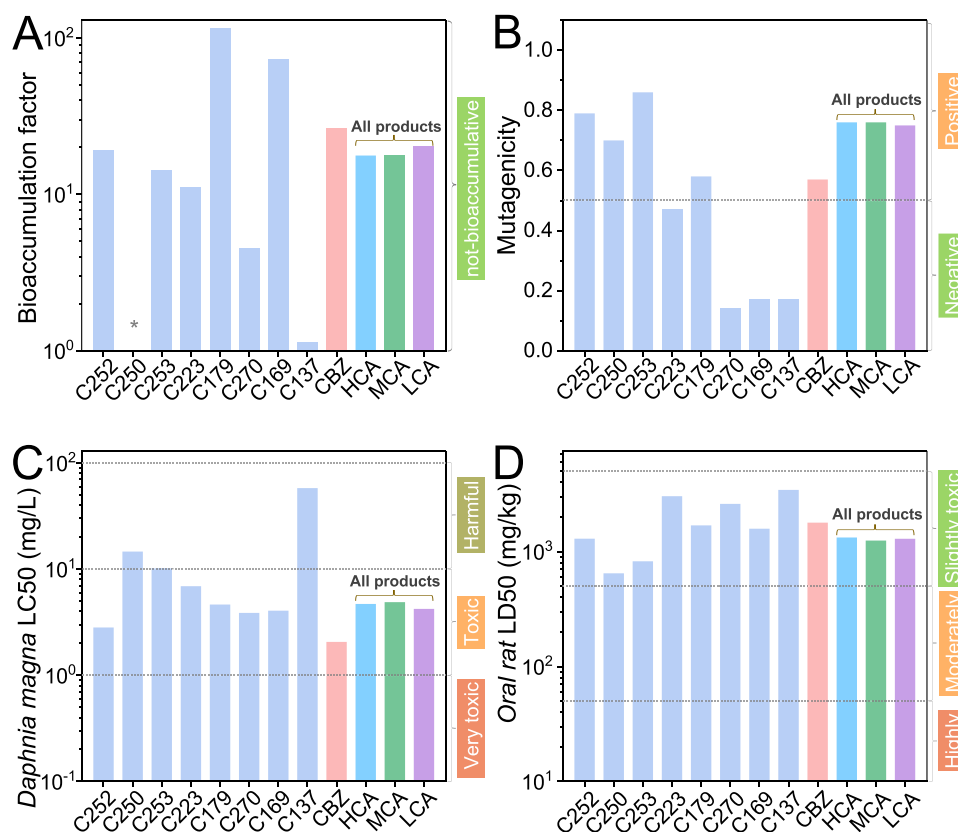 A
Bioaccumulation factor
10²
10¹
10⁰
*
All products
not-bioaccumulative
C252 C250 C253 C223 C179 C270 C169 C137 CBZ HCA MCA LCA
B
Mutagenicity
1.0
0.8
0.6
0.4
0.2
0.0
All products
Positive
Negative
C252 C250 C253 C223 C179 C270 C169 C137 CBZ HCA MCA LCA
C
Daphnia magna LC50 (mg/L)
10²
10¹
10⁰
10⁻¹
All products
Harmful
Toxic
Very toxic
C252 C250 C253 C223 C179 C270 C169 C137 CBZ HCA MCA LCA
D
Oral rat LD50 (mg/kg)
10³
10²
10¹
All products
Slightly toxic
Moderately
Highly
C252 C250 C253 C223 C179 C270 C169 C137 CBZ HCA MCA LCA